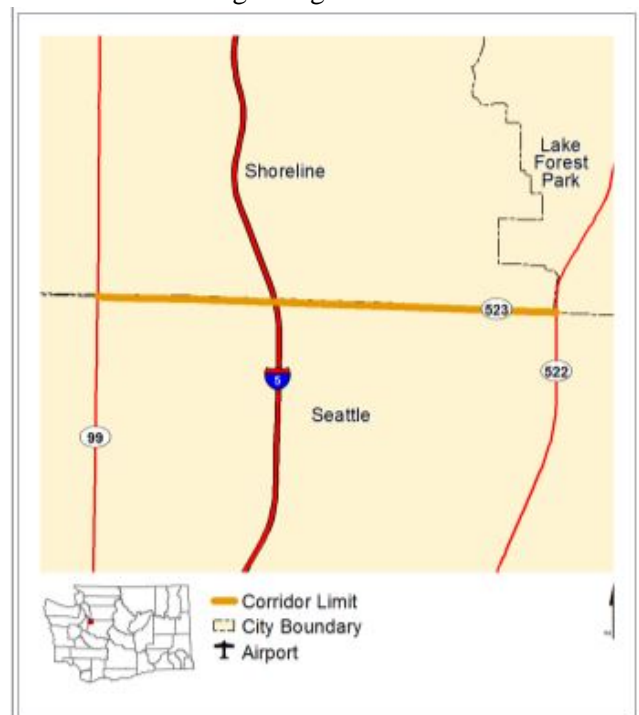 Shoreline
Lake
Forest
Park
523
5
522
Seattle
99
Corridor Limit
City Boundary
Airport